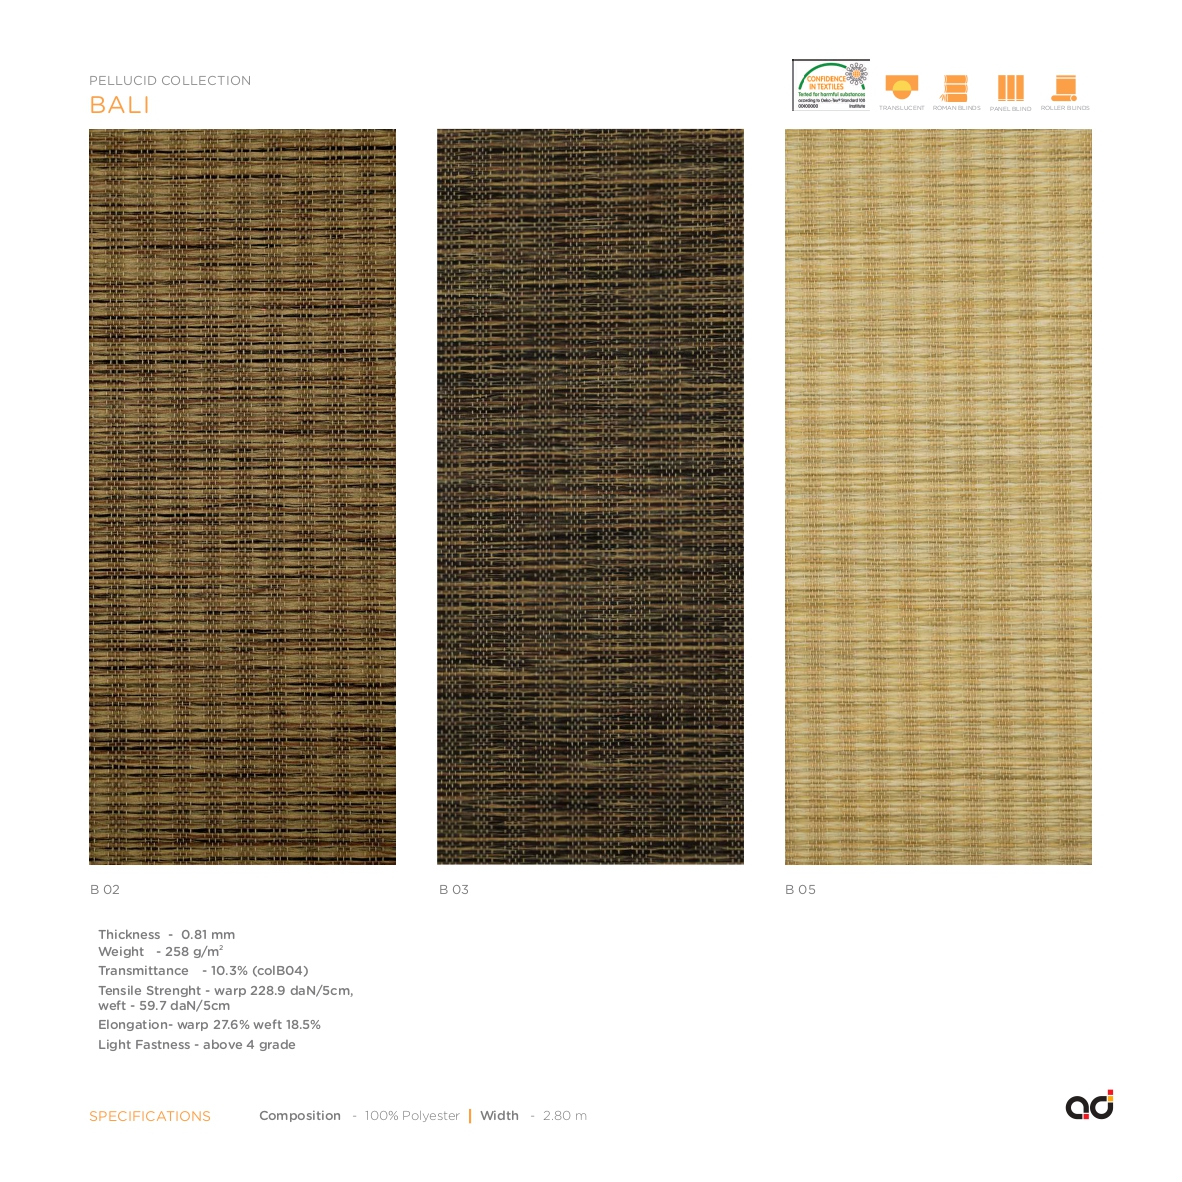 PELLUCID COLLECTION
BALI
CONFIDENCE
IN TEXTILES
Tested for harmful substances
according to Oeko-Tex® Standard 100
00400000 Institute
TRANSLUCENT ROMAN BLINDS PANEL BLIND ROLLER BLINDS
B 02 B 03 B 05
Thickness - 0.81 mm
Weight - 258 g/m²
Transmittance - 10.3% (colB04)
Tensile Strenght - warp 228.9 daN/5cm,
weft - 59.7 daN/5cm
Elongation- warp 27.6% weft 18.5%
Light Fastness - above 4 grade
SPECIFICATIONS Composition - 100% Polyester | Width - 2.80 m